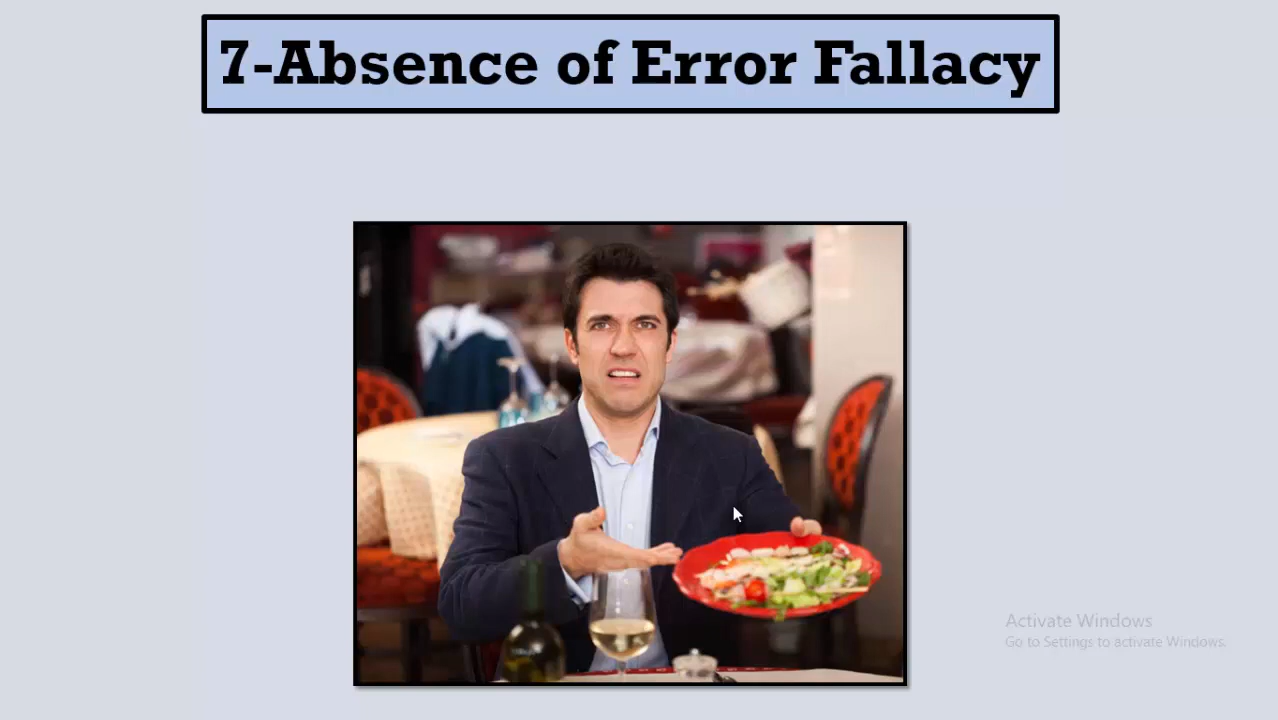 7-Absence of Error Fallacy
Activate Windows
Go to Settings to activate Windows.